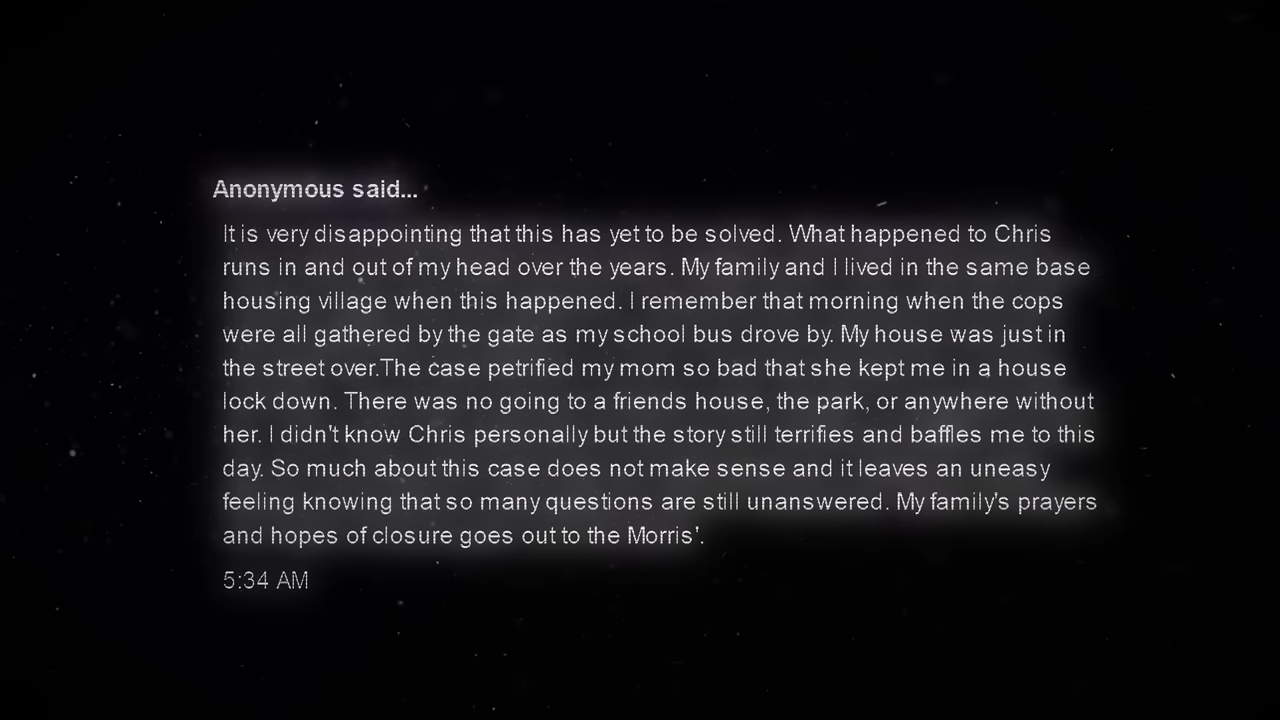 Anonymous said...
It is very disappointing that this has yet to be solved. What happened to Chris
runs in and out of my head over the years. My family and I lived in the same base
housing village when this happened. I remember that morning when the cops
were all gathered by the gate as my school bus drove by. My house was just in
the street over.The case petrified my mom so bad that she kept me in a house
lock down. There was no going to a friends house, the park, or anywhere without
her. I didn't know Chris personally but the story still terrifies and baffles me to this
day. So much about this case does not make sense and it leaves an uneasy
feeling knowing that so many questions are still unanswered. My family's prayers
and hopes of closure goes out to the Morris'.
5:34 AM